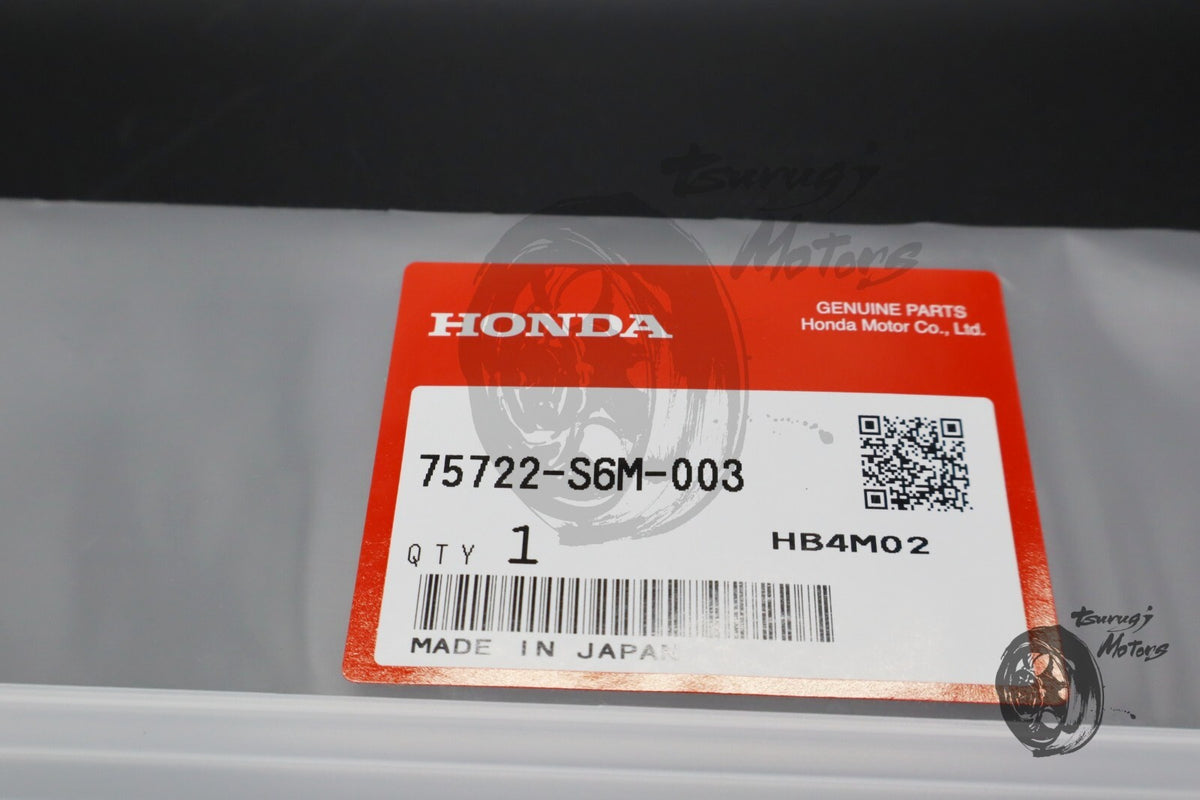 tsurugi
Motors
HONDA
GENUINE PARTS
Honda Motor Co., Ltd.
75722-S6M-003
QTY 1
HB4M02
MADE IN JAPAN
tsurugi
Motors